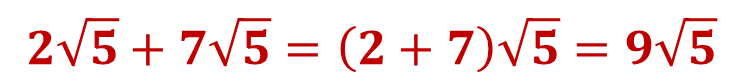 2√5 + 7√5 = (2 + 7)√5 = 9√5